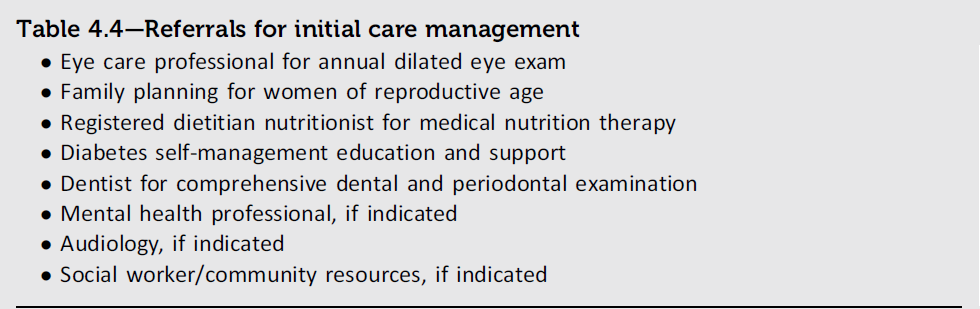 Table 4.4—Referrals for initial care management
● Eye care professional for annual dilated eye exam
● Family planning for women of reproductive age
● Registered dietitian nutritionist for medical nutrition therapy
● Diabetes self-management education and support
● Dentist for comprehensive dental and periodontal examination
● Mental health professional, if indicated
● Audiology, if indicated
● Social worker/community resources, if indicated